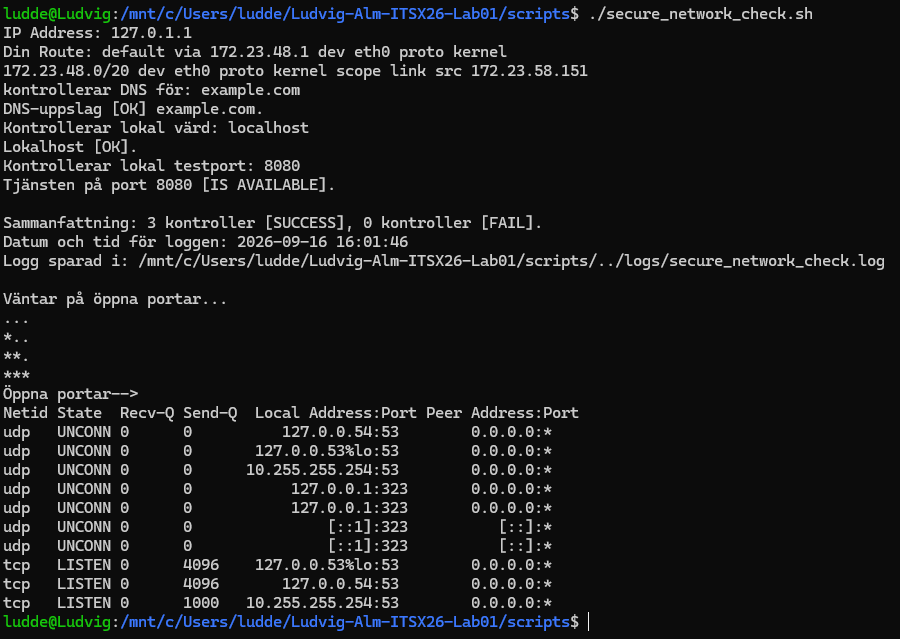 ludde@Ludvig:/mnt/c/Users/ludde/Ludvig-Alm-ITSX26-Lab01/scripts$ ./secure_network_check.sh
IP Address: 127.0.1.1
Din Route: default via 172.23.48.1 dev eth0 proto kernel
172.23.48.0/20 dev eth0 proto kernel scope link src 172.23.58.151
kontrollerar DNS för: example.com
DNS-uppslag [OK] example.com.
Kontrollerar lokal värd: localhost
Lokalhost [OK].
Kontrollerar lokal testport: 8080
Tjänsten på port 8080 [IS AVAILABLE].

Sammanfattning: 3 kontroller [SUCCESS], 0 kontroller [FAIL].
Datum och tid för loggen: 2026-09-16 16:01:46
Logg sparad i: /mnt/c/Users/ludde/Ludvig-Alm-ITSX26-Lab01/scripts/../logs/secure_network_check.log

Väntar på öppna portar...
...
*..
**.
***
Öppna portar-->
Netid State  Recv-Q Send-Q  Local Address:Port Peer Address:Port
udp   UNCONN 0      0          127.0.0.54:53        0.0.0.0:*
udp   UNCONN 0      0       127.0.0.53%lo:53        0.0.0.0:*
udp   UNCONN 0      0      10.255.255.254:53        0.0.0.0:*
udp   UNCONN 0      0           127.0.0.1:323       0.0.0.0:*
udp   UNCONN 0      0           127.0.0.1:323       0.0.0.0:*
udp   UNCONN 0      0               [::1]:323          [::]:*
udp   UNCONN 0      0               [::1]:323          [::]:*
tcp   LISTEN 0      4096    127.0.0.53%lo:53        0.0.0.0:*
tcp   LISTEN 0      4096       127.0.0.54:53        0.0.0.0:*
tcp   LISTEN 0      1000   10.255.255.254:53        0.0.0.0:*
ludde@Ludvig:/mnt/c/Users/ludde/Ludvig-Alm-ITSX26-Lab01/scripts$